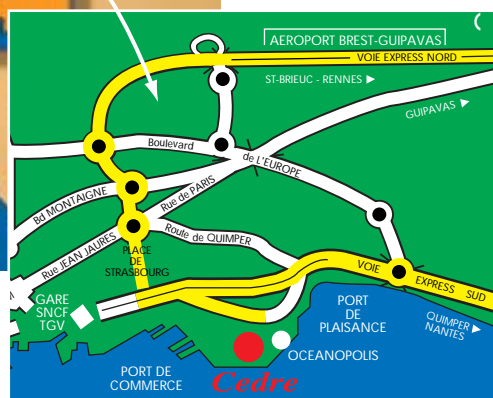 AEROPORT BREST-GUIPAVAS
VOIE EXPRESS NORD
ST-BRIEUC - RENNES ►
GUIPAVAS ►
Boulevard
de L'EUROPE
Bd MONTAIGNE
Rue de PARIS
Rue JEAN JAURES
Route de QUIMPER
PLACE
DE
STRASBOURG
VOIE
EXPRESS SUD
GARE
SNCF
TGV
PORT
DE
PLAISANCE
QUIMPER
NANTES ►
OCEANOPOLIS
PORT DE
COMMERCE
Cedre